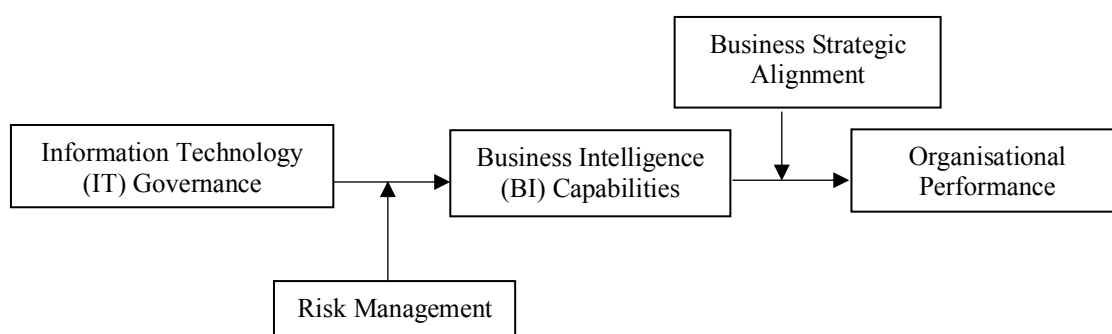 Business Strategic
Alignment
Information Technology
(IT) Governance
Business Intelligence
(BI) Capabilities
Organisational
Performance
Risk Management